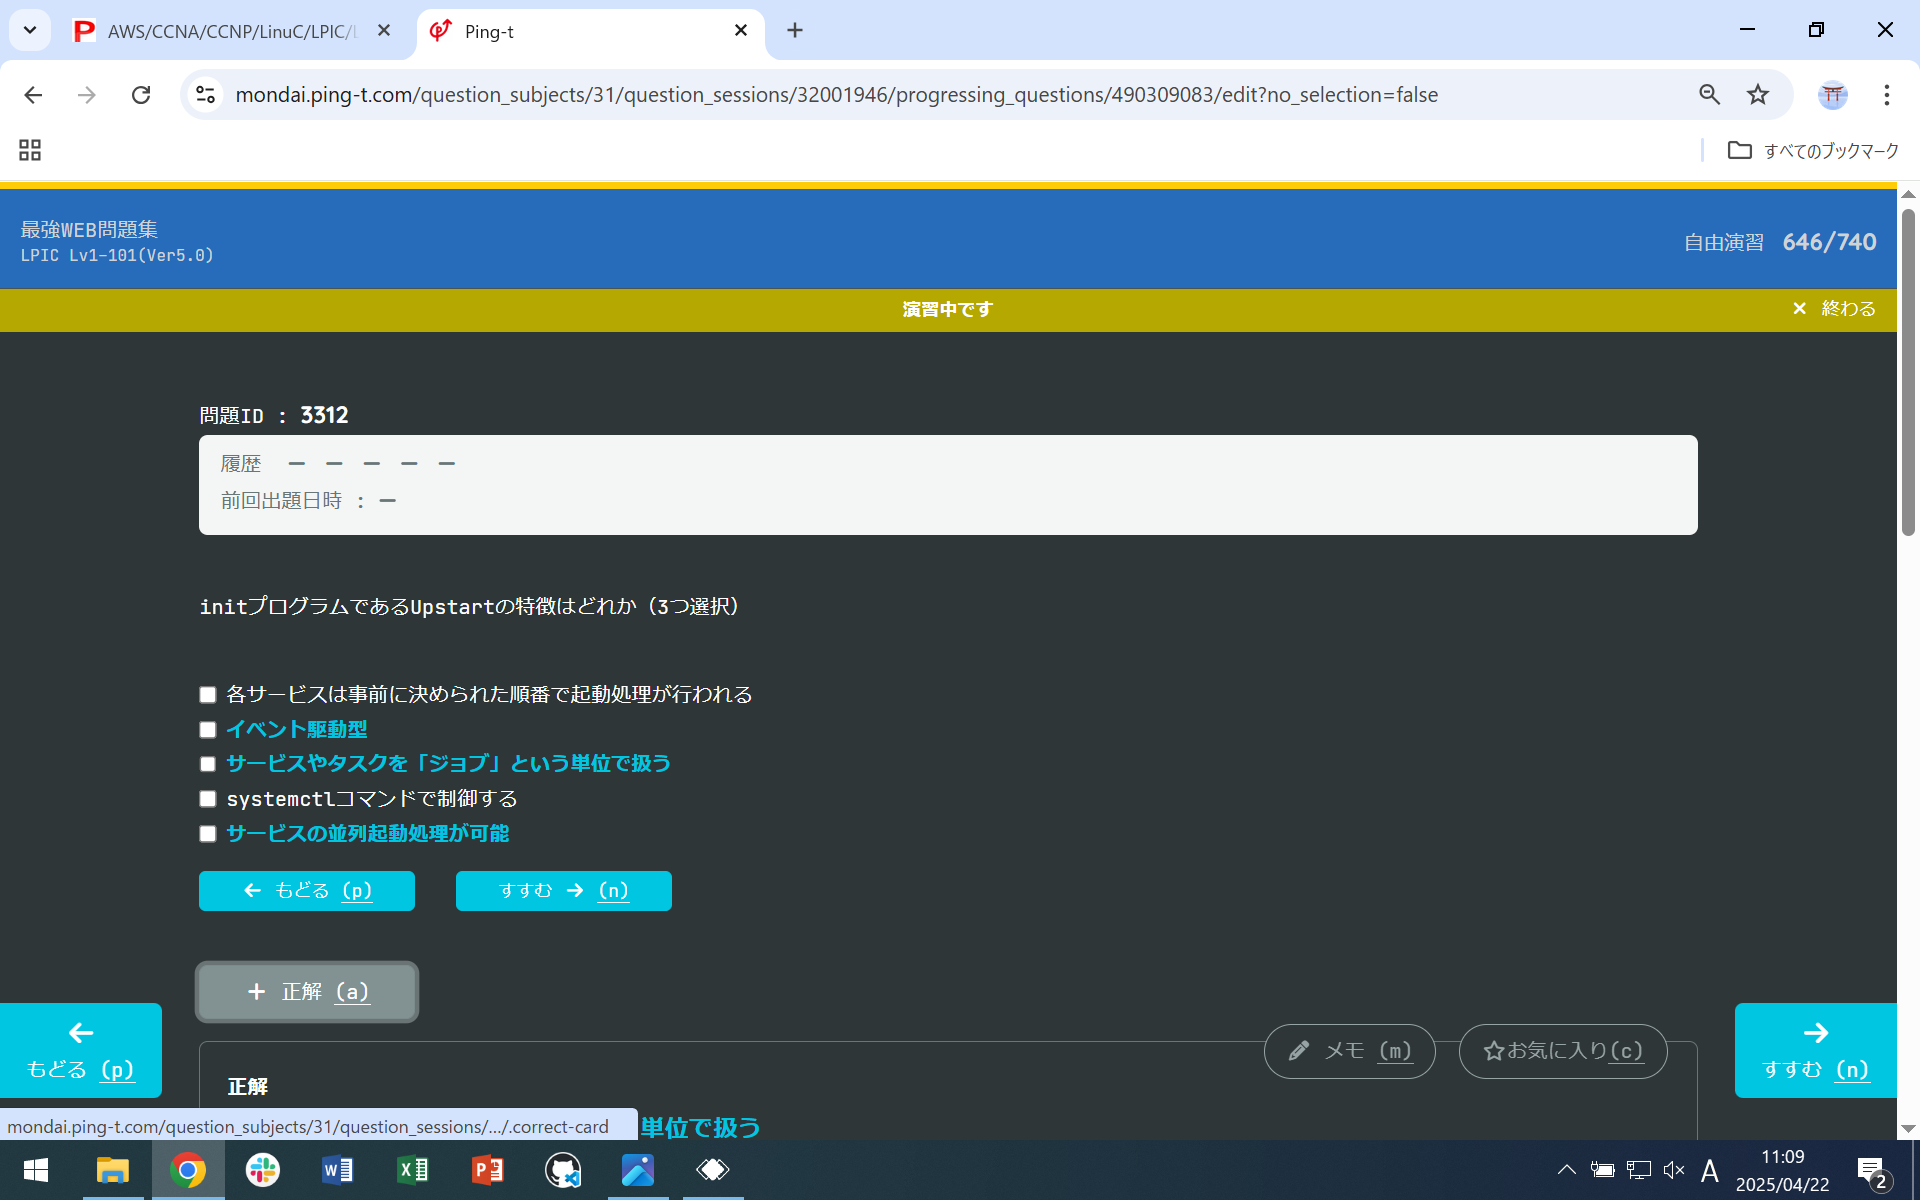 AWS/CCNA/CCNP/LinuC/LPIC/
Ping-t
mondai.ping-t.com/question_subjects/31/question_sessions/32001946/progressing_questions/490309083/edit?no_selection=false
すべてのブックマーク
最強WEB問題集
LPIC Lv1-101(Ver5.0)
自由演習 646/740
演習中です
× 終わる
問題ID : 3312
履歴 ー ー ー ー ー
前回出題日時 : ー
initプログラムであるUpstartの特徴はどれか（3つ選択）
各サービスは事前に決められた順番で起動処理が行われる
イベント駆動型
サービスやタスクを「ジョブ」という単位で扱う
systemctlコマンドで制御する
サービスの並列起動処理が可能
← もどる (p)
すすむ → (n)
+ 正解 (a)
←
もどる (p)
メモ (m)
お気に入り(c)
→
すすむ (n)
正解
単位で扱う
mondai.ping-t.com/question_subjects/31/question_sessions/.../.correct-card
A
11:09
2025/04/22
2